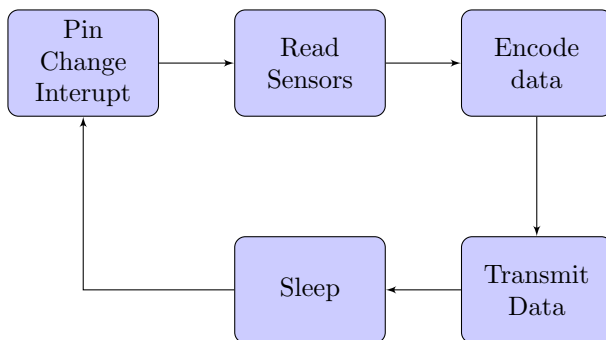 Pin
Change
Interupt
Read
Sensors
Encode
data
Sleep
Transmit
Data